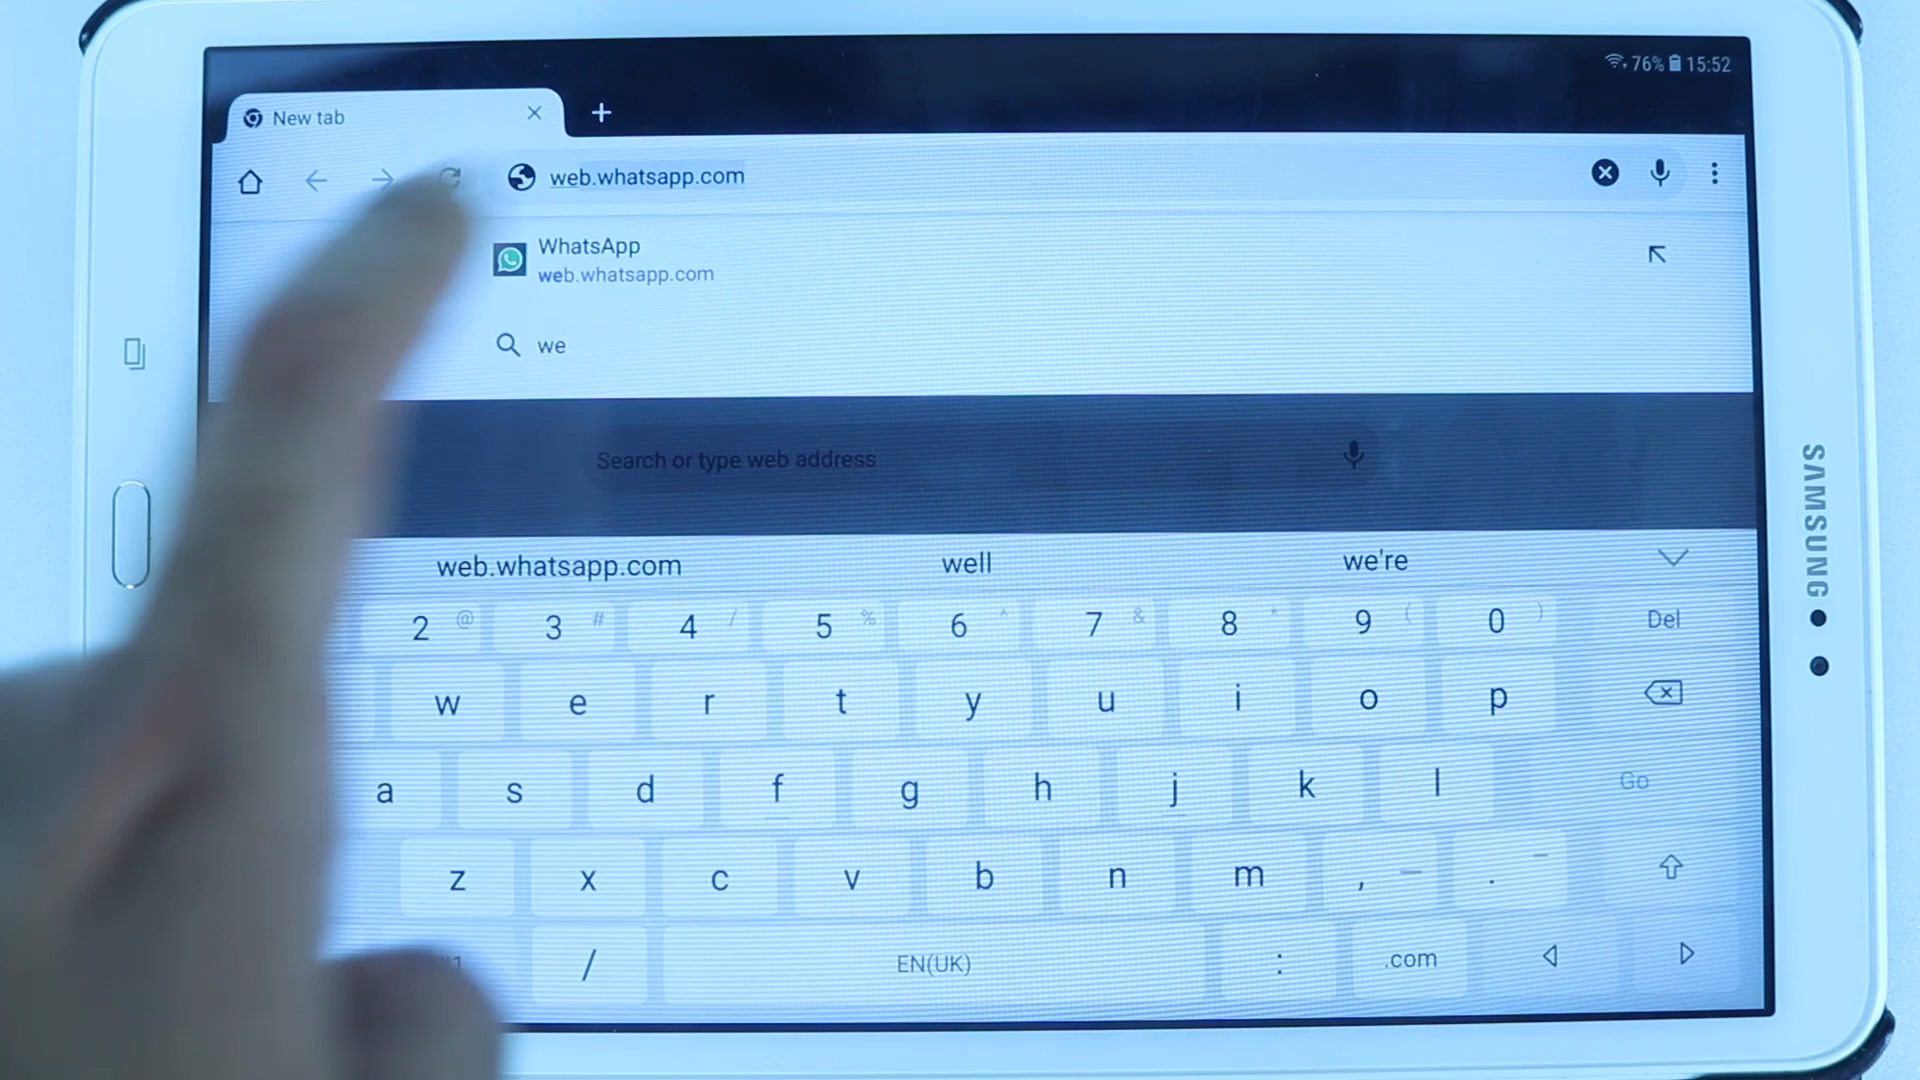 76% 15:52
New tab
web.whatsapp.com
WhatsApp
web.whatsapp.com
we
Search or type web address
web.whatsapp.com well we're
2 @ 3 # 4 / 5 % 6 ^ 7 & 8 * 9 ( 0 ) Del
w e r t y u i o p
a s d f g h j k l Go
z x c v b n m , .
/ EN(UK) : .com
SAMSUNG